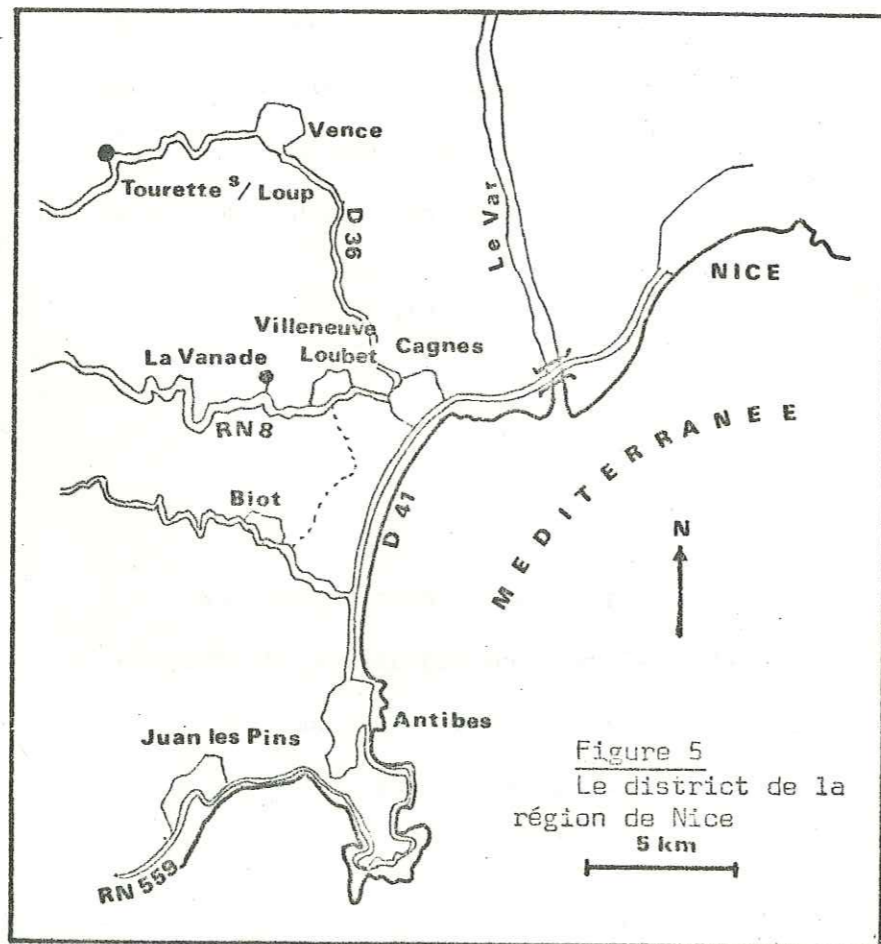 Vence
Tourette s/ Loup
D 36
Le Var
NICE
Villeneuve
Loubet
Cagnes
La Vanade
RN 8
Biot
D 41
MEDITERRANEE
N
Antibes
Juan les Pins
RN 559
Figure 5
Le district de la
région de Nice
5 km